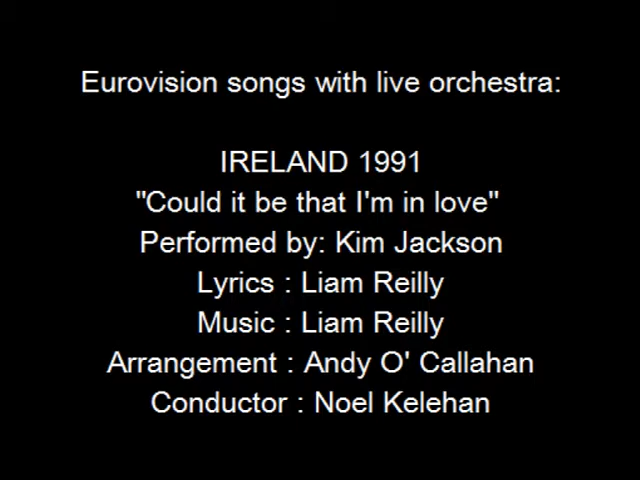 Eurovision songs with live orchestra:
IRELAND 1991
"Could it be that I'm in love"
Performed by: Kim Jackson
Lyrics : Liam Reilly
Music : Liam Reilly
Arrangement : Andy O' Callahan
Conductor : Noel Kelehan